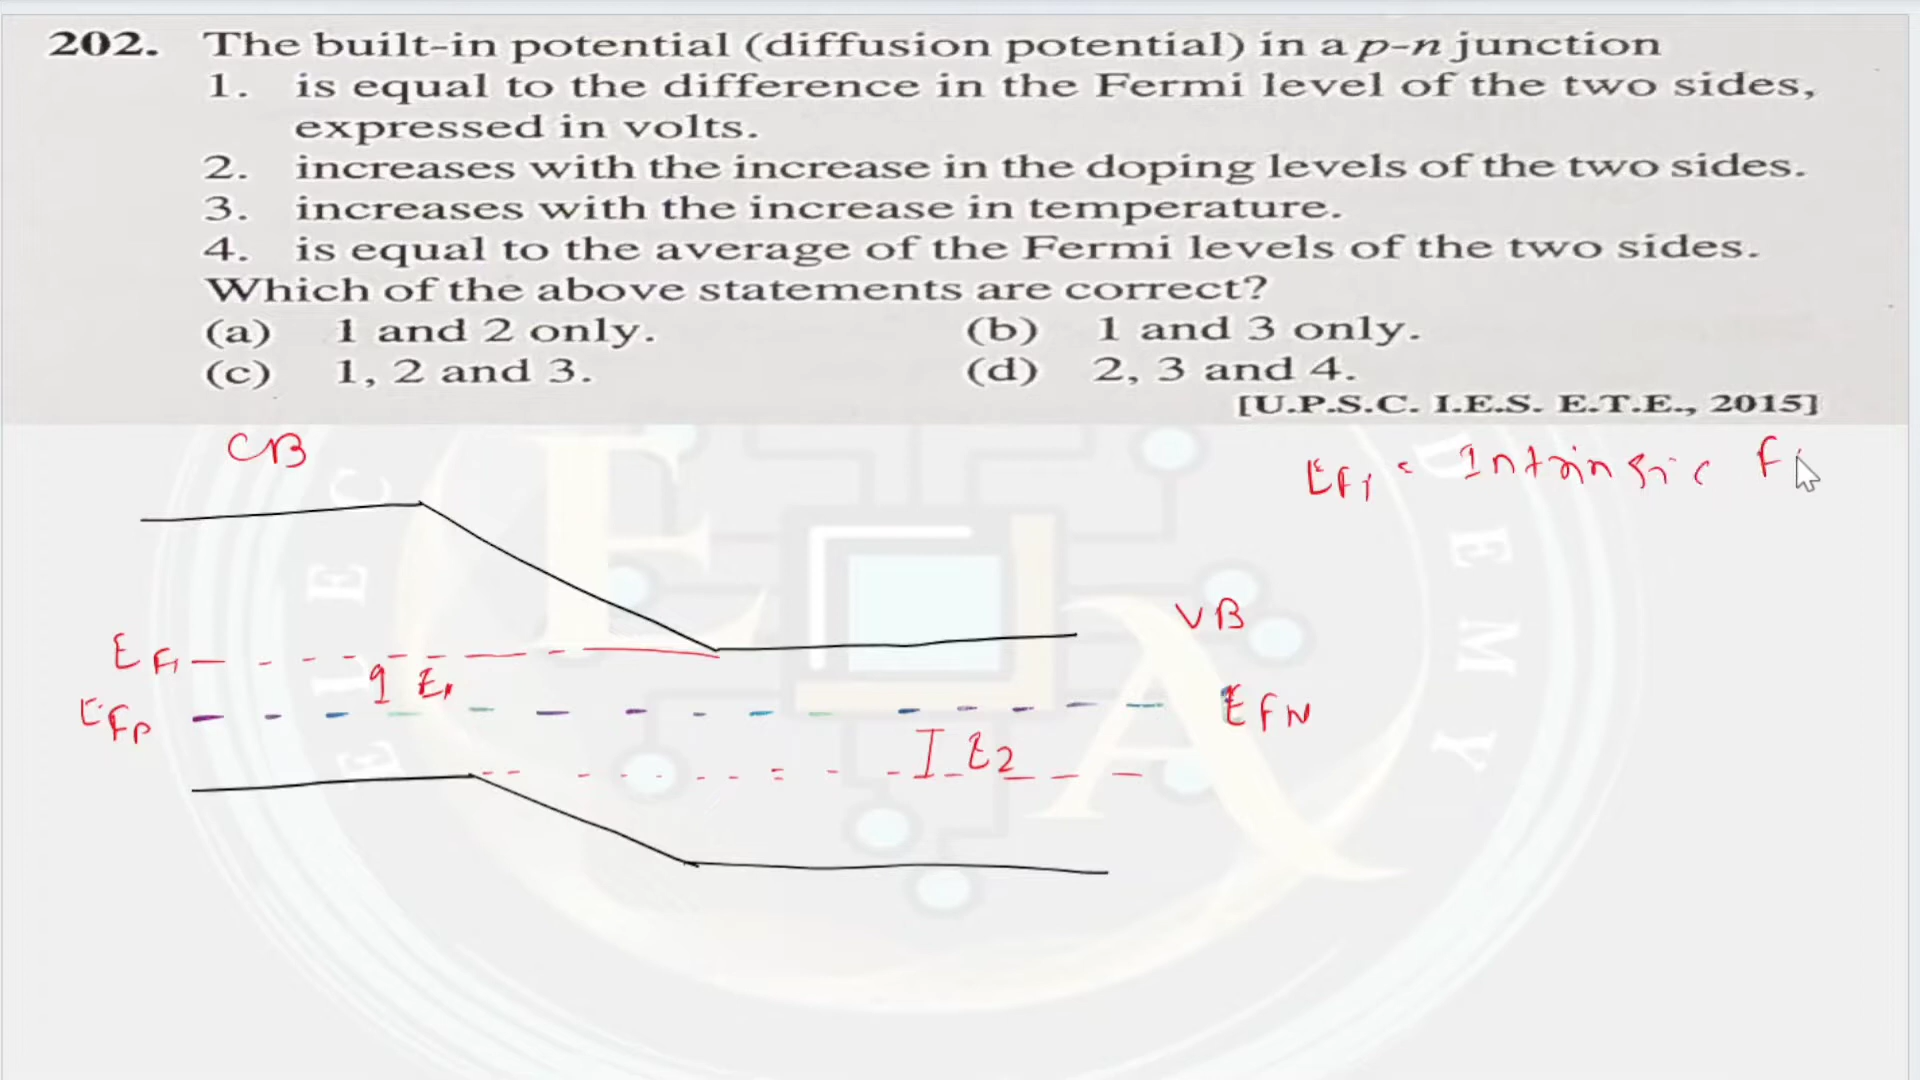 202. The built-in potential (diffusion potential) in a p-n junction
1. is equal to the difference in the Fermi level of the two sides,
expressed in volts.
2. increases with the increase in the doping levels of the two sides.
3. increases with the increase in temperature.
4. is equal to the average of the Fermi levels of the two sides.
Which of the above statements are correct?
(a) 1 and 2 only. (b) 1 and 3 only.
(c) 1, 2 and 3. (d) 2, 3 and 4.
[U.P.S.C. I.E.S. E.T.E., 2015]
CB
EFi = Intrinsic F
VB
EFi
E1
EFP
EFN
E2
DEMY